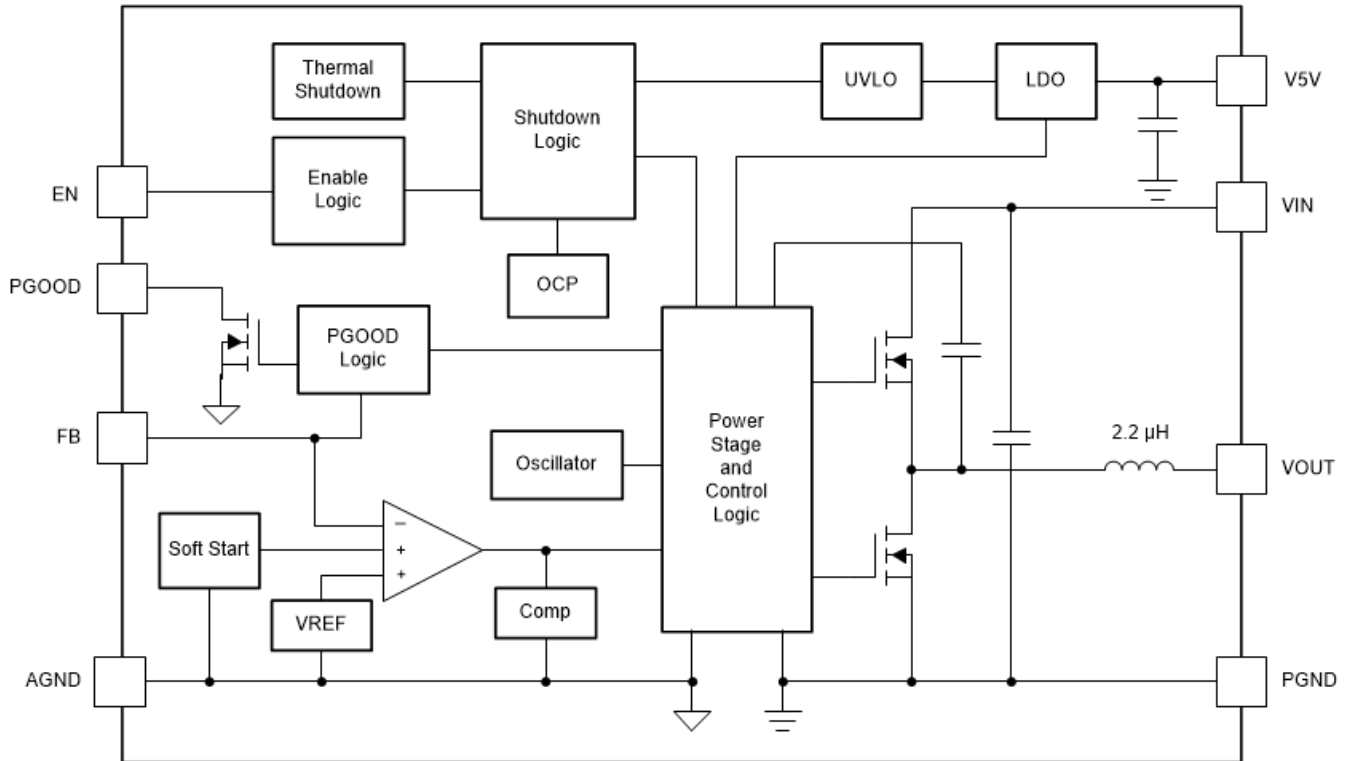 Thermal
Shutdown
Shutdown
Logic
UVLO
LDO
V5V
EN
Enable
Logic
VIN
PGOOD
OCP
PGOOD
Logic
FB
Oscillator
Power
Stage
and
Control
Logic
2.2 µH
VOUT
Soft Start
−
+
+
VREF
Comp
AGND
PGND